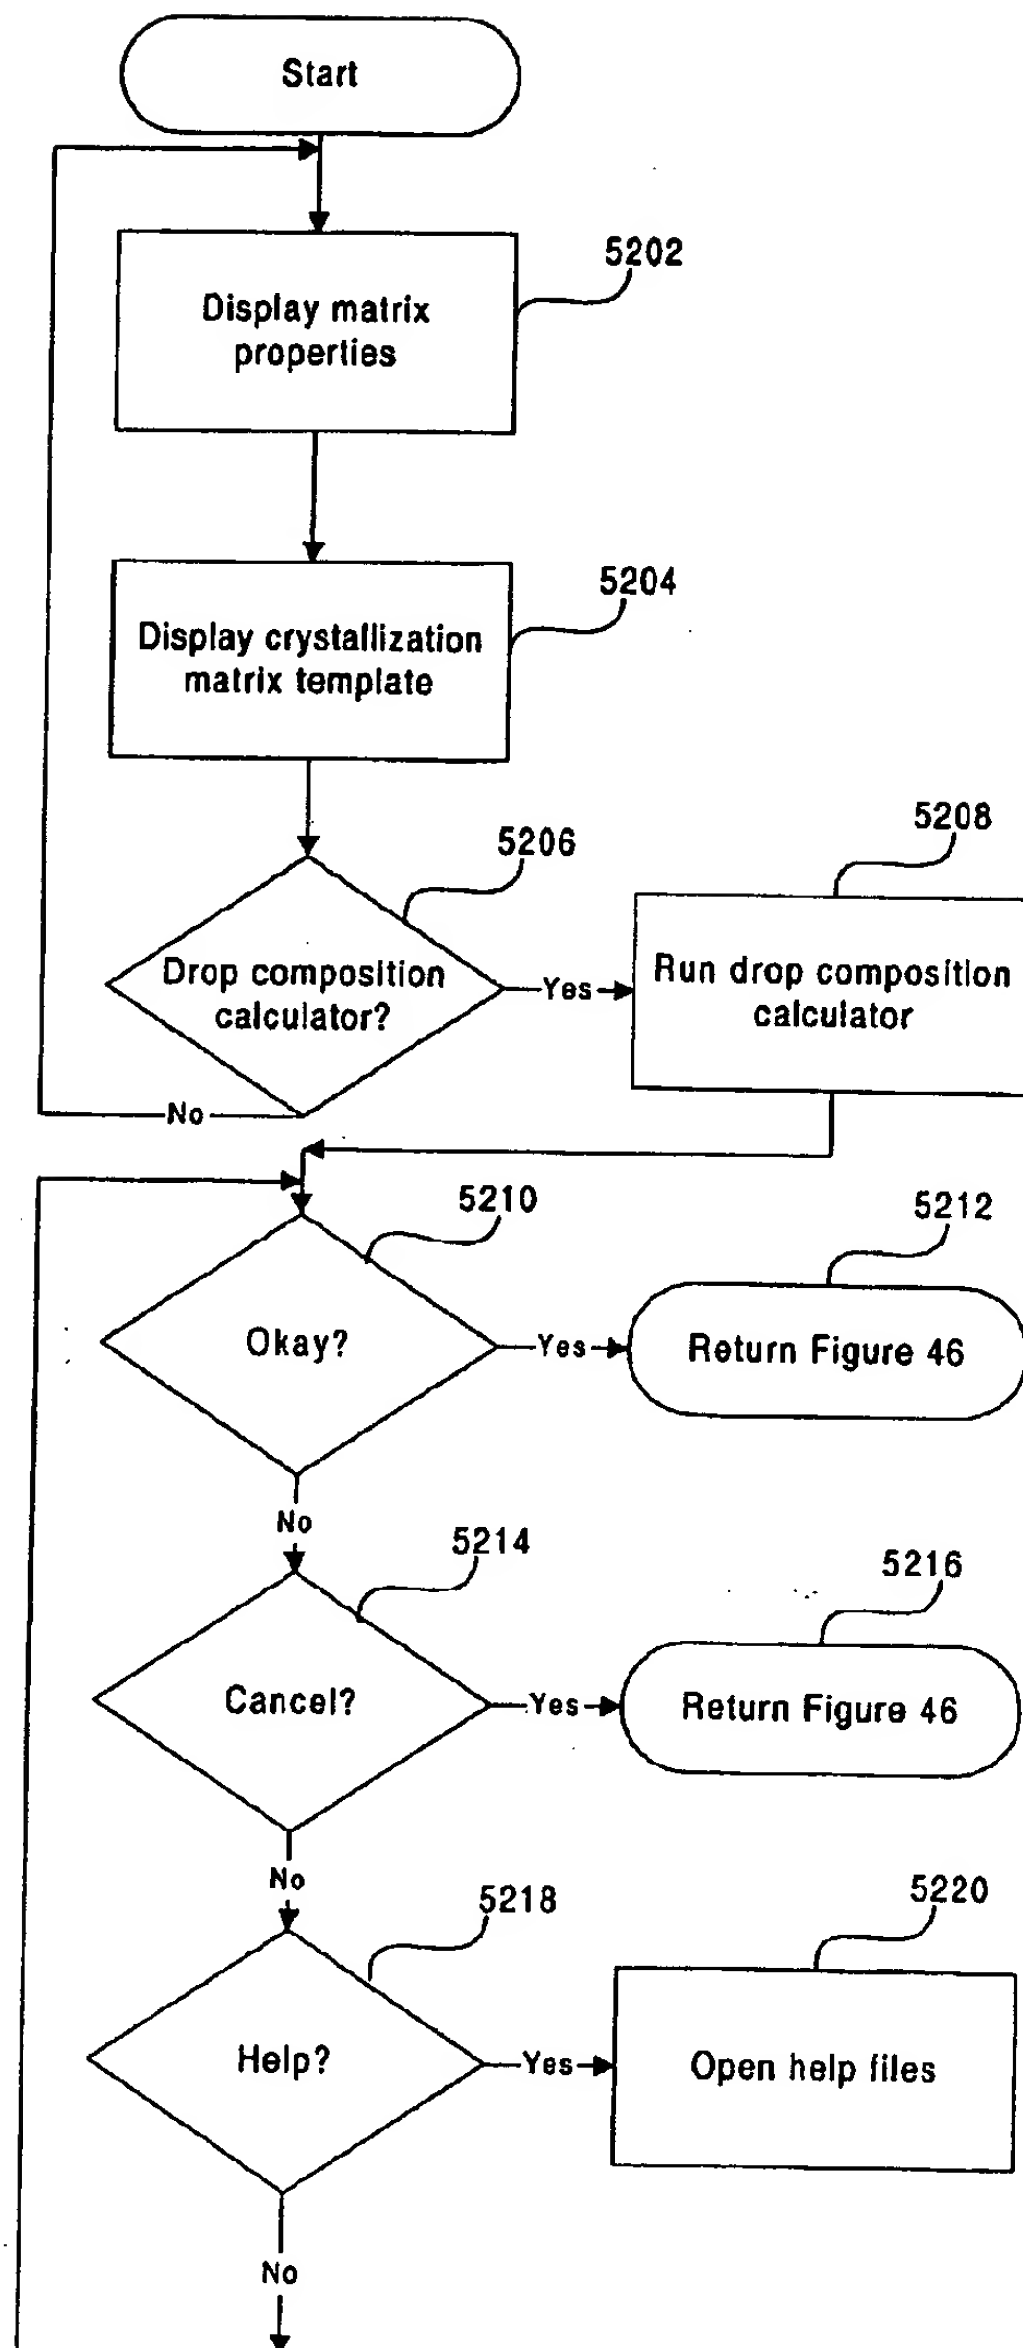 Start
5202
Display matrix
properties
5204
Display crystallization
matrix template
5206
5208
Drop composition
calculator?
Yes
Run drop composition
calculator
No
5210
5212
Okay?
Yes
Return Figure 46
No
5214
5216
Cancel?
Yes
Return Figure 46
No
5218
5220
Help?
Yes
Open help files
No